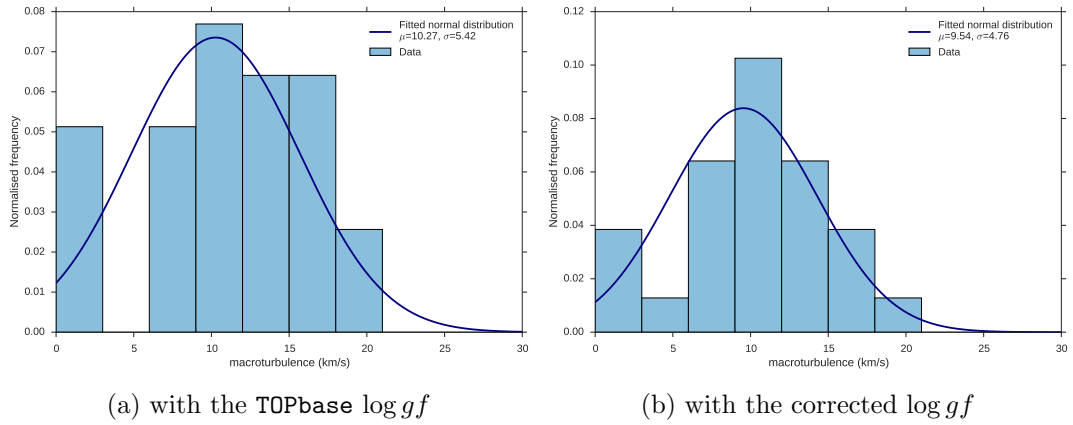 0.08
0.07
0.06
0.05
0.04
0.03
0.02
0.01
0.00
Normalised frequency
Fitted normal distribution
μ=10.27, σ=5.42
Data
0 5 10 15 20 25 30
macroturbulence (km/s)
(a) with the TOPbase log gf
0.12
0.10
0.08
0.06
0.04
0.02
0.00
Normalised frequency
Fitted normal distribution
μ=9.54, σ=4.76
Data
0 5 10 15 20 25 30
macroturbulence (km/s)
(b) with the corrected log gf